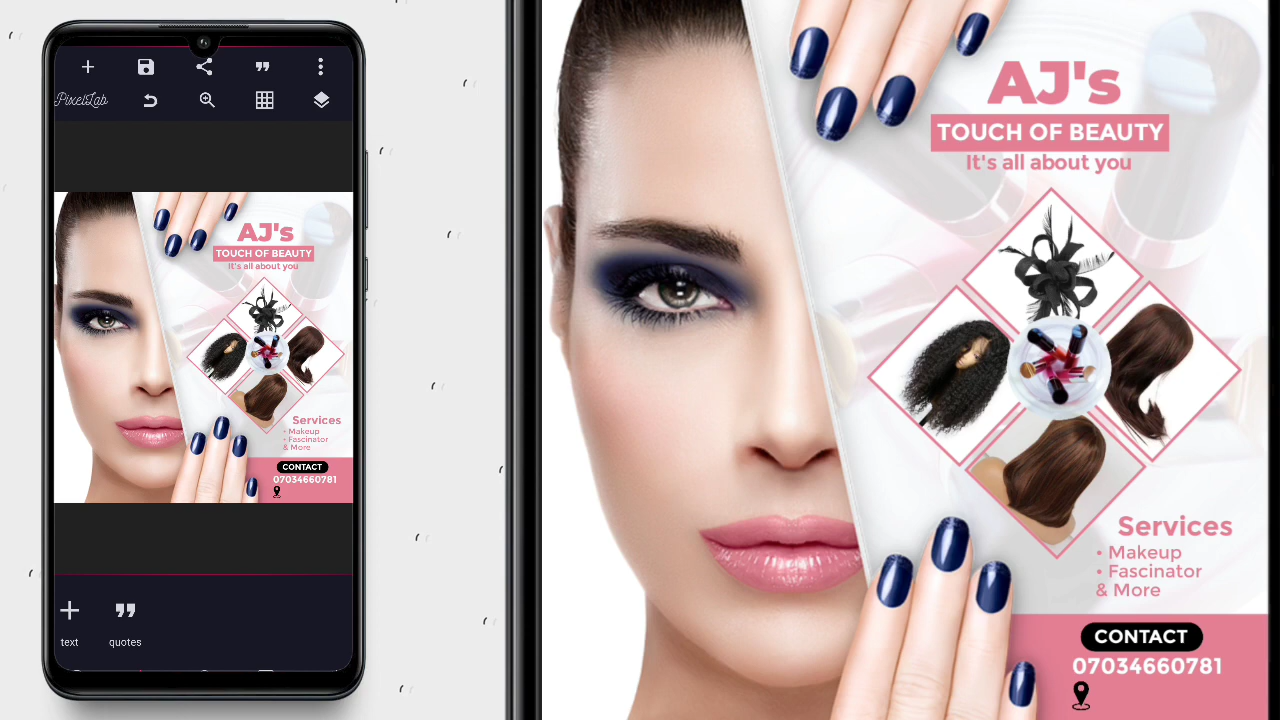 PixelLab
AJ's
TOUCH OF BEAUTY
It's all about you
Services
• Makeup
• Fascinator
& More
CONTACT
07034660781
text
quotes
AJ's
TOUCH OF BEAUTY
It's all about you
Services
• Makeup
• Fascinator
& More
CONTACT
07034660781